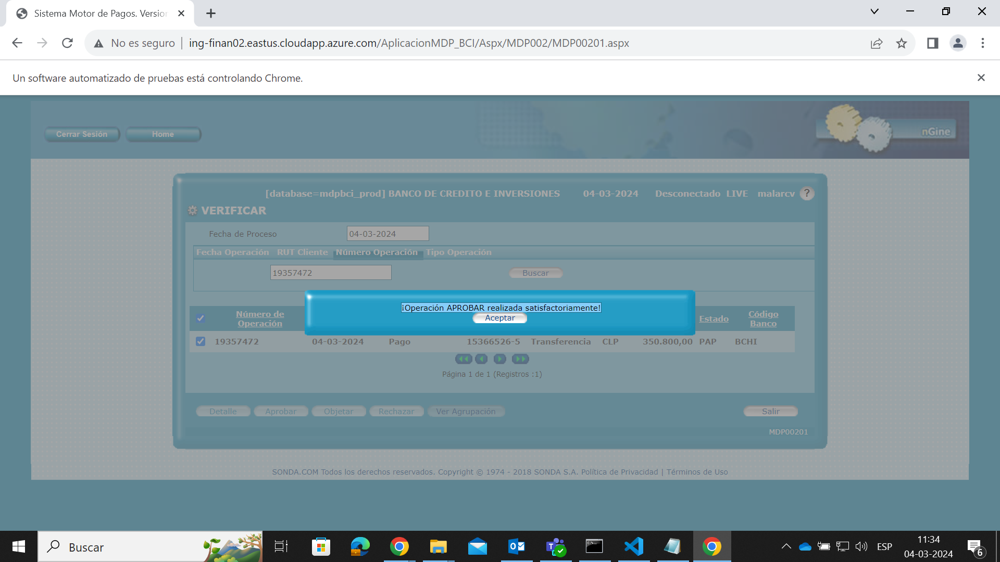 Sistema Motor de Pagos. Version
No es seguro | ing-finan02.eastus.cloudapp.azure.com/AplicacionMDP_BCI/Aspx/MDP002/MDP00201.aspx
Un software automatizado de pruebas está controlando Chrome.
Cerrar Sesión Home
nGine
[database=mdpbci_prod] BANCO DE CREDITO E INVERSIONES 04-03-2024 Desconectado LIVE malarcv ?
VERIFICAR
Fecha de Proceso 04-03-2024
Fecha Operación RUT Cliente Número Operación Tipo Operación
19357472 Buscar
¡Operación APROBAR realizada satisfactoriamente!
Aceptar
Número de Operación Estado Código Banco
19357472 04-03-2024 Pago 15366526-5 Transferencia CLP 350.800,00 PAP BCHI
Página 1 de 1 (Registros :1)
Detalle Aprobar Objetar Rechazar Ver Agrupación Salir
MDP00201
SONDA.COM Todos los derechos reservados. Copyright © 1974 - 2018 SONDA S.A. Política de Privacidad | Términos de Uso
Buscar
ESP
11:34
04-03-2024
6